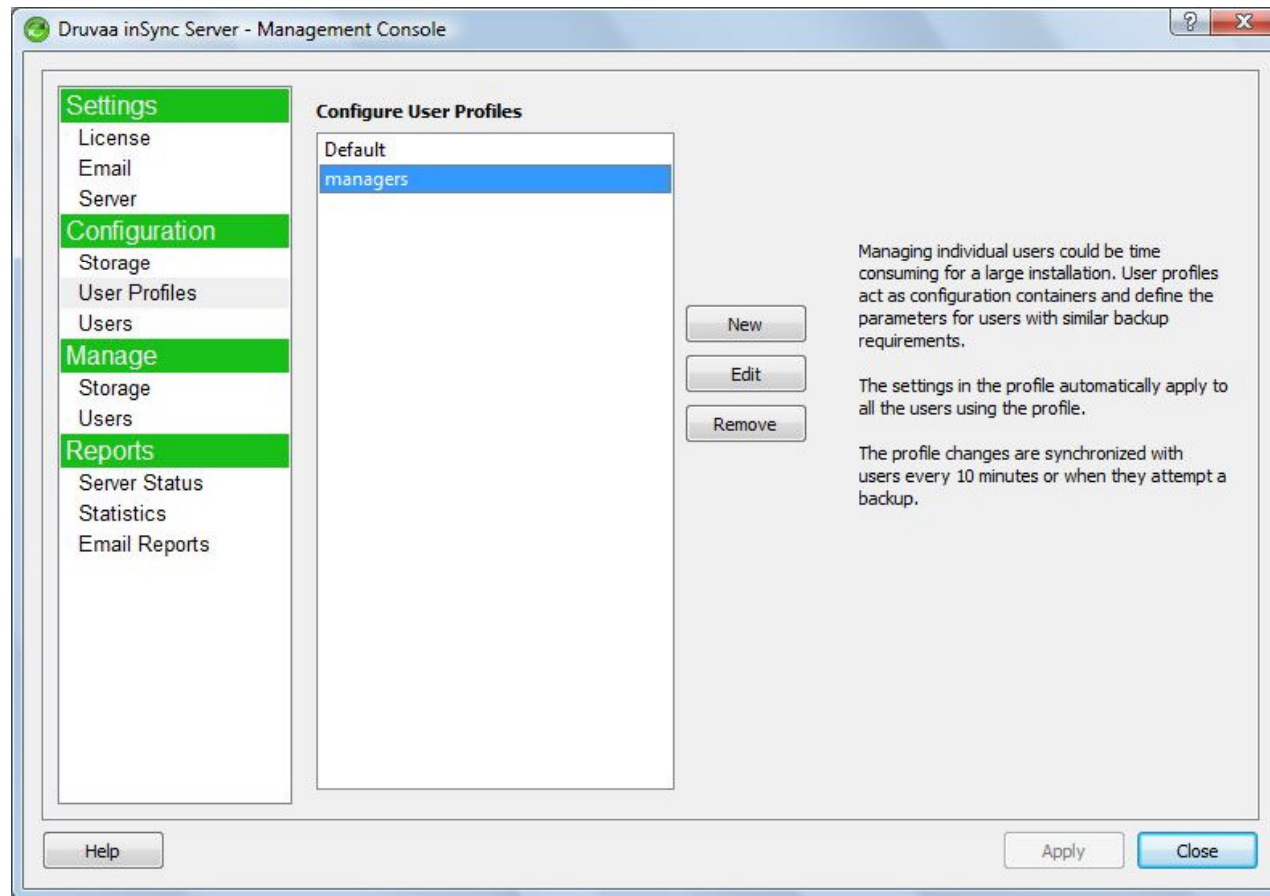 Druvaa inSync Server - Management Console
?
X
Settings
License
Email
Server
Configuration
Storage
User Profiles
Users
Manage
Storage
Users
Reports
Server Status
Statistics
Email Reports
Configure User Profiles
Default
managers
New
Edit
Remove
Managing individual users could be time
consuming for a large installation. User profiles
act as configuration containers and define the
parameters for users with similar backup
requirements.
The settings in the profile automatically apply to
all the users using the profile.
The profile changes are synchronized with
users every 10 minutes or when they attempt a
backup.
Help
Apply
Close